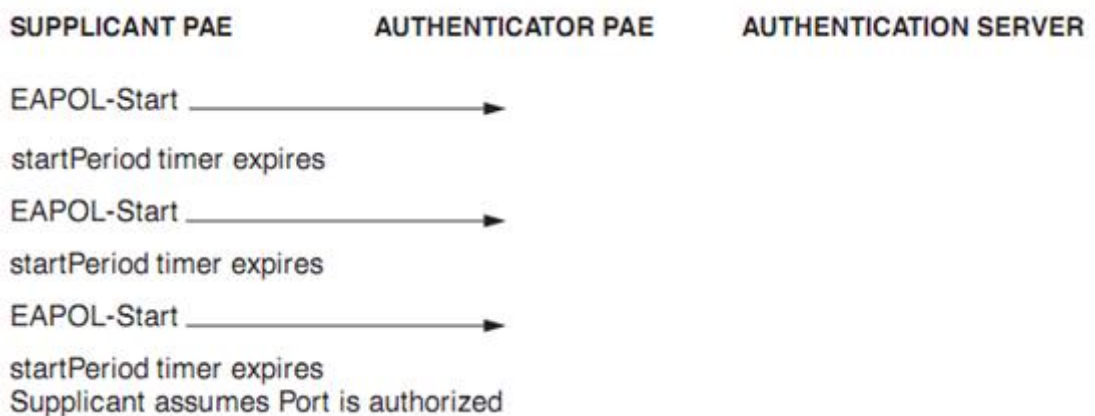 SUPPLICANT PAE AUTHENTICATOR PAE AUTHENTICATION SERVER
EAPOL-Start
startPeriod timer expires
EAPOL-Start
startPeriod timer expires
EAPOL-Start
startPeriod timer expires
Supplicant assumes Port is authorized